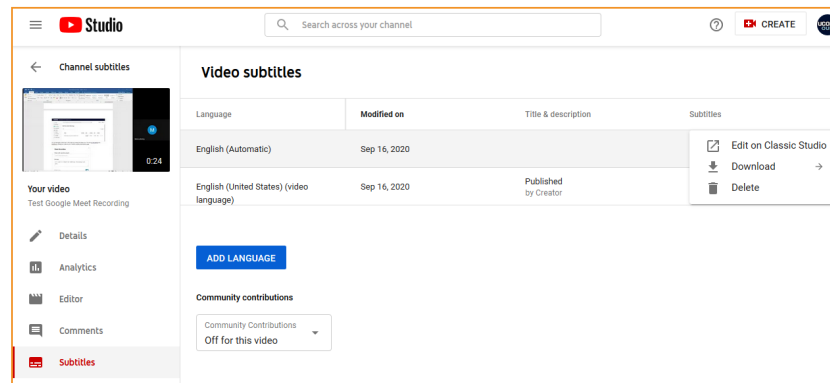 Studio
Search across your channel
CREATE
Channel subtitles
0:24
Your video
Test Google Meet Recording
Details
Analytics
Editor
Comments
Subtitles
Video subtitles
Language
Modified on
Title & description
Subtitles
English (Automatic)
Sep 16, 2020
English (United States) (video
language)
Sep 16, 2020
Published
by Creator
Edit on Classic Studio
Download
Delete
ADD LANGUAGE
Community contributions
Community Contributions
Off for this video